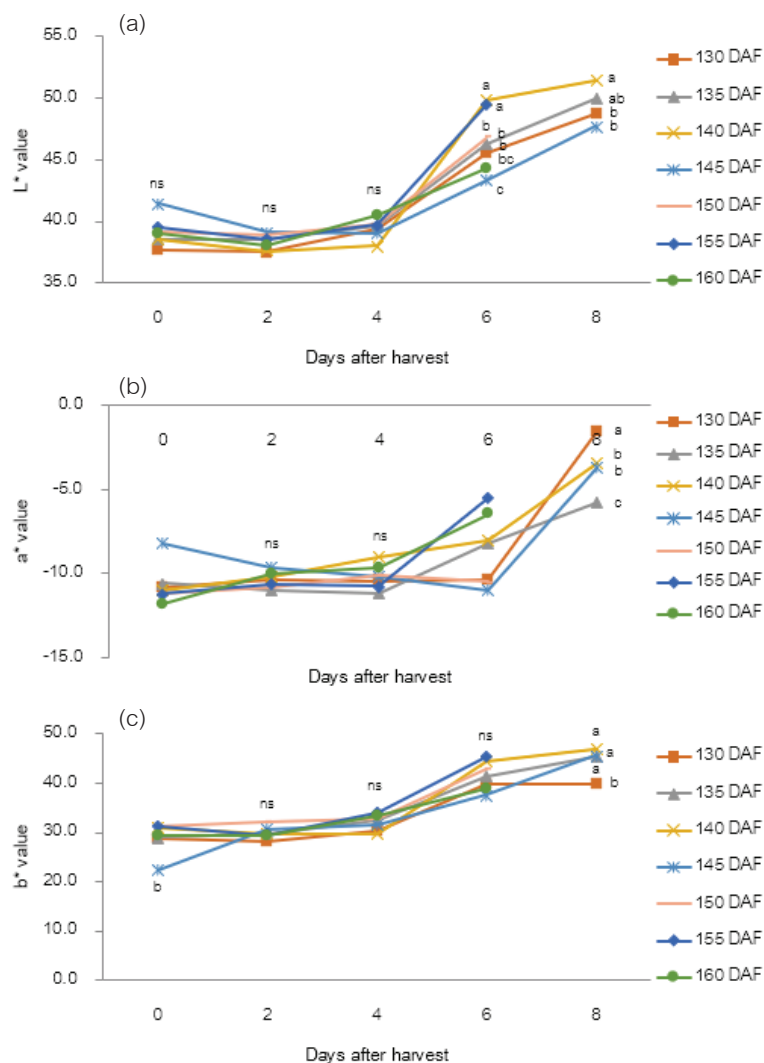 (a)
55.0
50.0
45.0
40.0
35.0
L* value
ns
ns
ns
a
a
b
b
bc
c
a
ab
b
b
0 2 4 6 8
Days after harvest
130 DAF
135 DAF
140 DAF
145 DAF
150 DAF
155 DAF
160 DAF
(b)
0.0
-5.0
-10.0
-15.0
a* value
0 2 4 6 8
ns
ns
a
b
b
c
Days after harvest
130 DAF
135 DAF
140 DAF
145 DAF
150 DAF
155 DAF
160 DAF
(c)
50.0
40.0
30.0
20.0
10.0
0.0
b* value
b
ns
ns
ns
a
a
a
b
0 2 4 6 8
Days after harvest
130 DAF
135 DAF
140 DAF
145 DAF
150 DAF
155 DAF
160 DAF